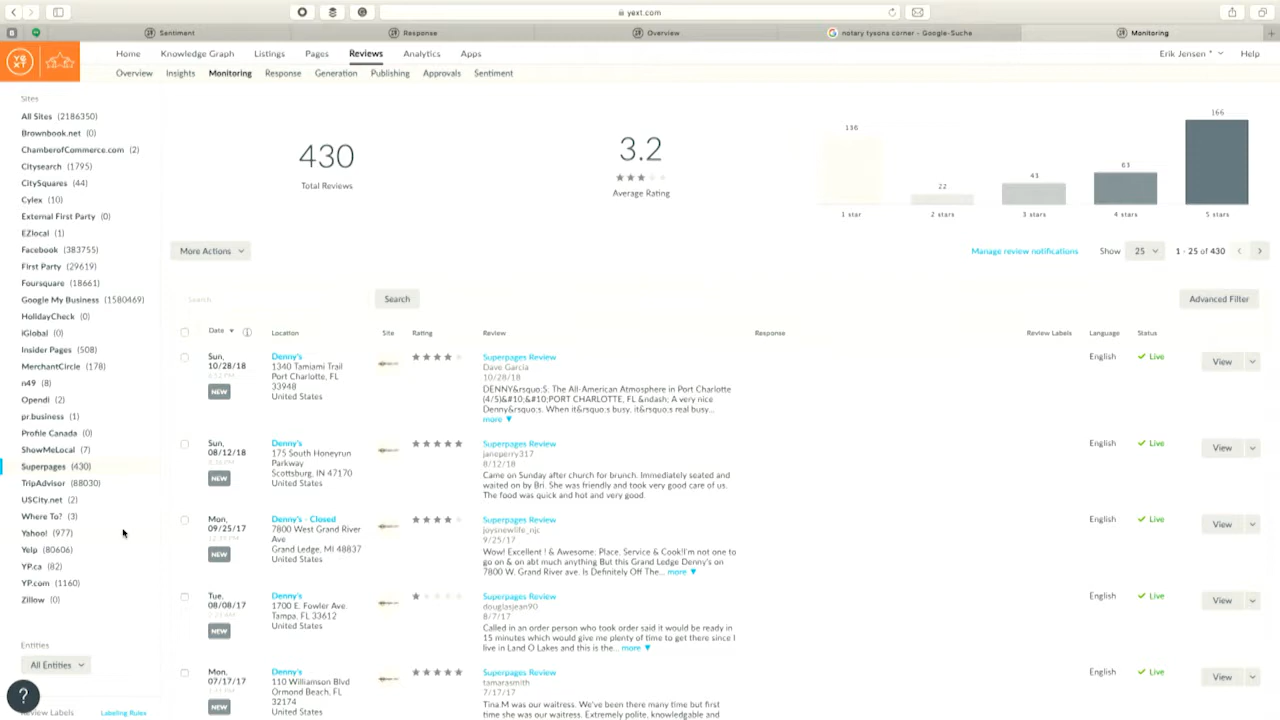 yext.com
Sentiment
Response
Overview
notary tysons corner - Google-Suche
Monitoring
Home
Knowledge Graph
Listings
Pages
Reviews
Analytics
Apps
Erik Jensen
Help
Overview
Insights
Monitoring
Response
Generation
Publishing
Approvals
Sentiment
Sites
All Sites (2186350)
Brownbook.net (0)
ChamberofCommerce.com (2)
Citysearch (1795)
CitySquares (44)
Cylex (10)
External First Party (0)
EZlocal (1)
Facebook (383755)
First Party (29619)
Foursquare (18661)
Google My Business (1580469)
HolidayCheck (0)
iGlobal (0)
Insider Pages (508)
MerchantCircle (178)
n49 (8)
Opendi (2)
pr.business (1)
Profile Canada (0)
ShowMeLocal (7)
Superpages (430)
TripAdvisor (88030)
USCity.net (2)
Where To? (3)
Yahoo! (977)
Yelp (80606)
YP.ca (82)
YP.com (1160)
Zillow (0)
Entities
All Entities
?
Review Labels
Labeling Rules
430
Total Reviews
3.2
Average Rating
136
22
43
63
166
1 star
2 stars
3 stars
4 stars
5 stars
More Actions
Manage review notifications
Show
25
1 - 25 of 430
Search
Search
Advanced Filter
Date
Location
Site
Rating
Review
Response
Review Labels
Language
Status
Sun,
10/28/18
NEW
Denny's
1340 Tamiami Trail
Port Charlotte, FL
33948
United States
Superpages Review
Dave Garcia
10/28/18
DENNY&rsquo;S: The All-American Atmosphere in Port Charlotte
(4/5)&#10;&#10;PORT CHARLOTTE, FL &ndash; A very nice
Denny&rsquo;s. When it&rsquo;s busy, it&rsquo;s real busy...
more
English
Live
View
Sun,
08/12/18
NEW
Denny's
175 South Honeyrun
Parkway
Scottsburg, IN 47170
United States
Superpages Review
janeperry317
8/12/18
Came on Sunday after church for brunch. Immediately seated and
waited on by Bri. She was friendly and took very good care of us.
The food was quick and hot and very good.
English
Live
View
Mon,
09/25/17
NEW
Denny's - Closed
7800 West Grand River
Ave
Grand Ledge, MI 48837
United States
Superpages Review
joysnewlife_njc
9/25/17
Wow! Excellent ! & Awesome; Place, Service & Cook!I'm not one to
go on & on abt much anything But this Grand Ledge Denny's on
7800 W. Grand River ave. Is Definitely Off The... more
English
Live
View
Tue,
08/08/17
NEW
Denny's
1700 E. Fowler Ave.
Tampa, FL 33612
United States
Superpages Review
douglasjean90
8/7/17
Called in an order person who took order said it would be ready in
15 minutes which would give me plenty of time to get there since I
live in Land O Lakes and this is the... more
English
Live
View
Mon,
07/17/17
NEW
Denny's
110 Williamson Blvd
Ormond Beach, FL
32174
United States
Superpages Review
tamarasmith
7/17/17
Tina M was our waitress. We've been there many time but first
time she was our waitress. Extremely polite, knowledgable and
English
Live
View